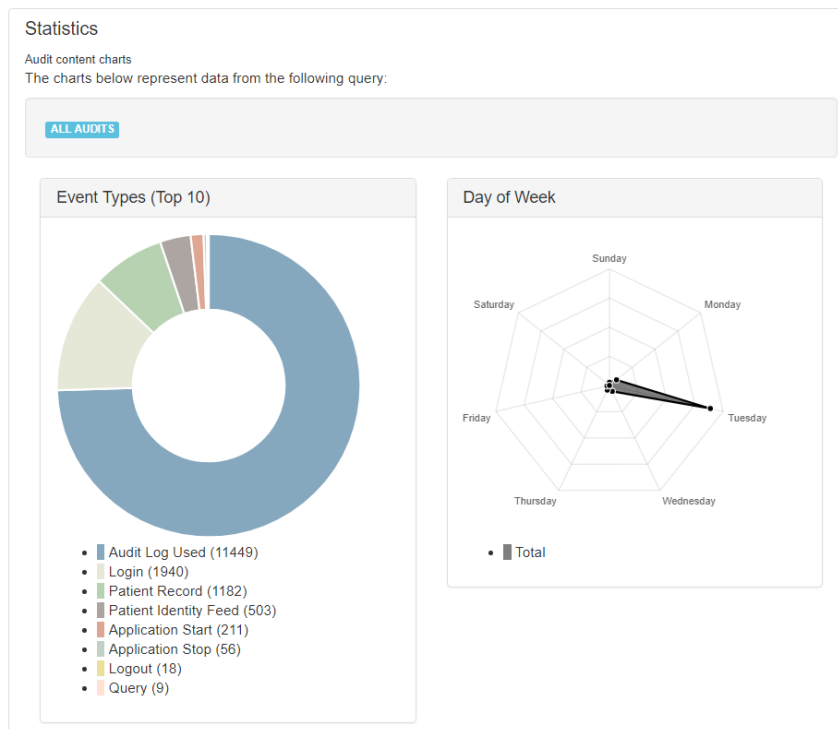 Statistics
Audit content charts
The charts below represent data from the following query:
ALL AUDITS
Event Types (Top 10)
Audit Log Used (11449)
Login (1940)
Patient Record (1182)
Patient Identity Feed (503)
Application Start (211)
Application Stop (56)
Logout (18)
Query (9)
Day of Week
Sunday
Monday
Tuesday
Wednesday
Thursday
Friday
Saturday
Total